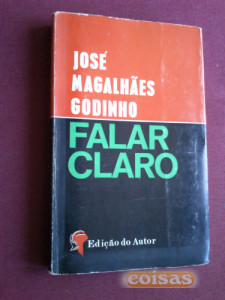 JOSÉ
MAGALHÃES
GODINHO
FALAR
CLARO
Edição do Autor
coisas